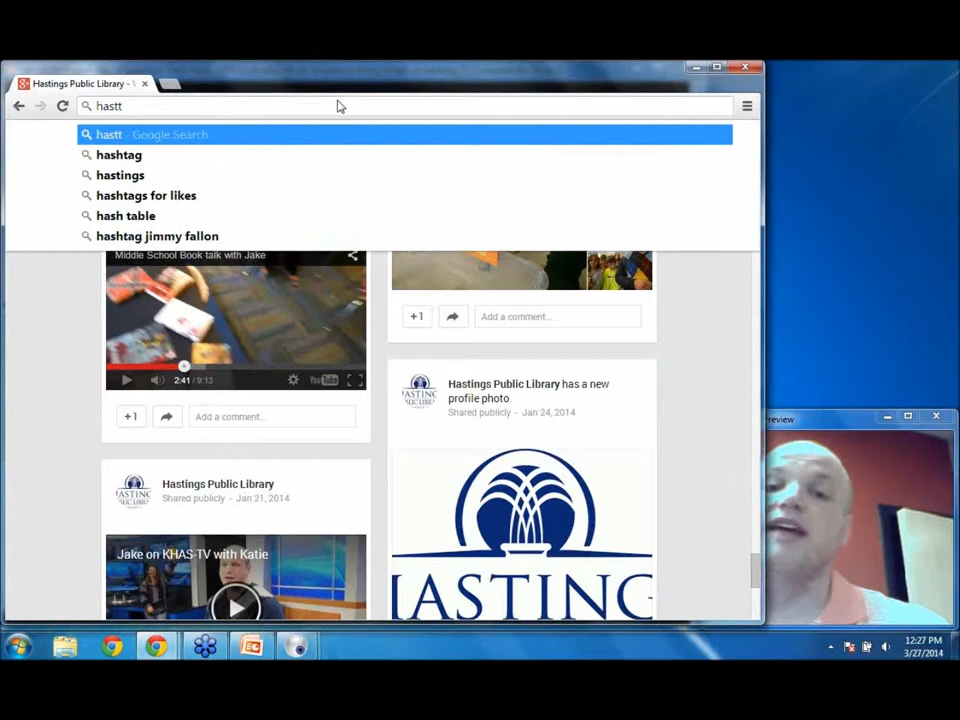 Hastings Public Library -
hastt
hastt - Google Search
hashtag
hastings
hashtags for likes
hash table
hashtag jimmy fallon
Middle School Book talk with Jake
2:41 / 9:13
YouTube
+1
Add a comment...
Hastings Public Library
Shared publicly - Jan 21, 2014
Jake on KHAS-TV with Katie
+1
Add a comment...
Hastings Public Library has a new
profile photo.
Shared publicly - Jan 24, 2014
HASTING
review
12:27 PM
3/27/2014